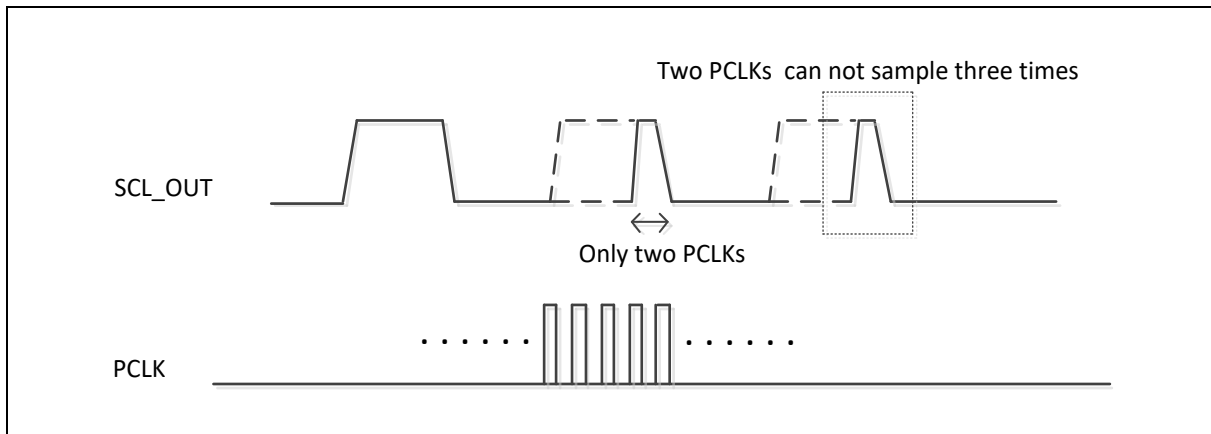 Two PCLKs can not sample three times
SCL_OUT
Only two PCLKs
PCLK